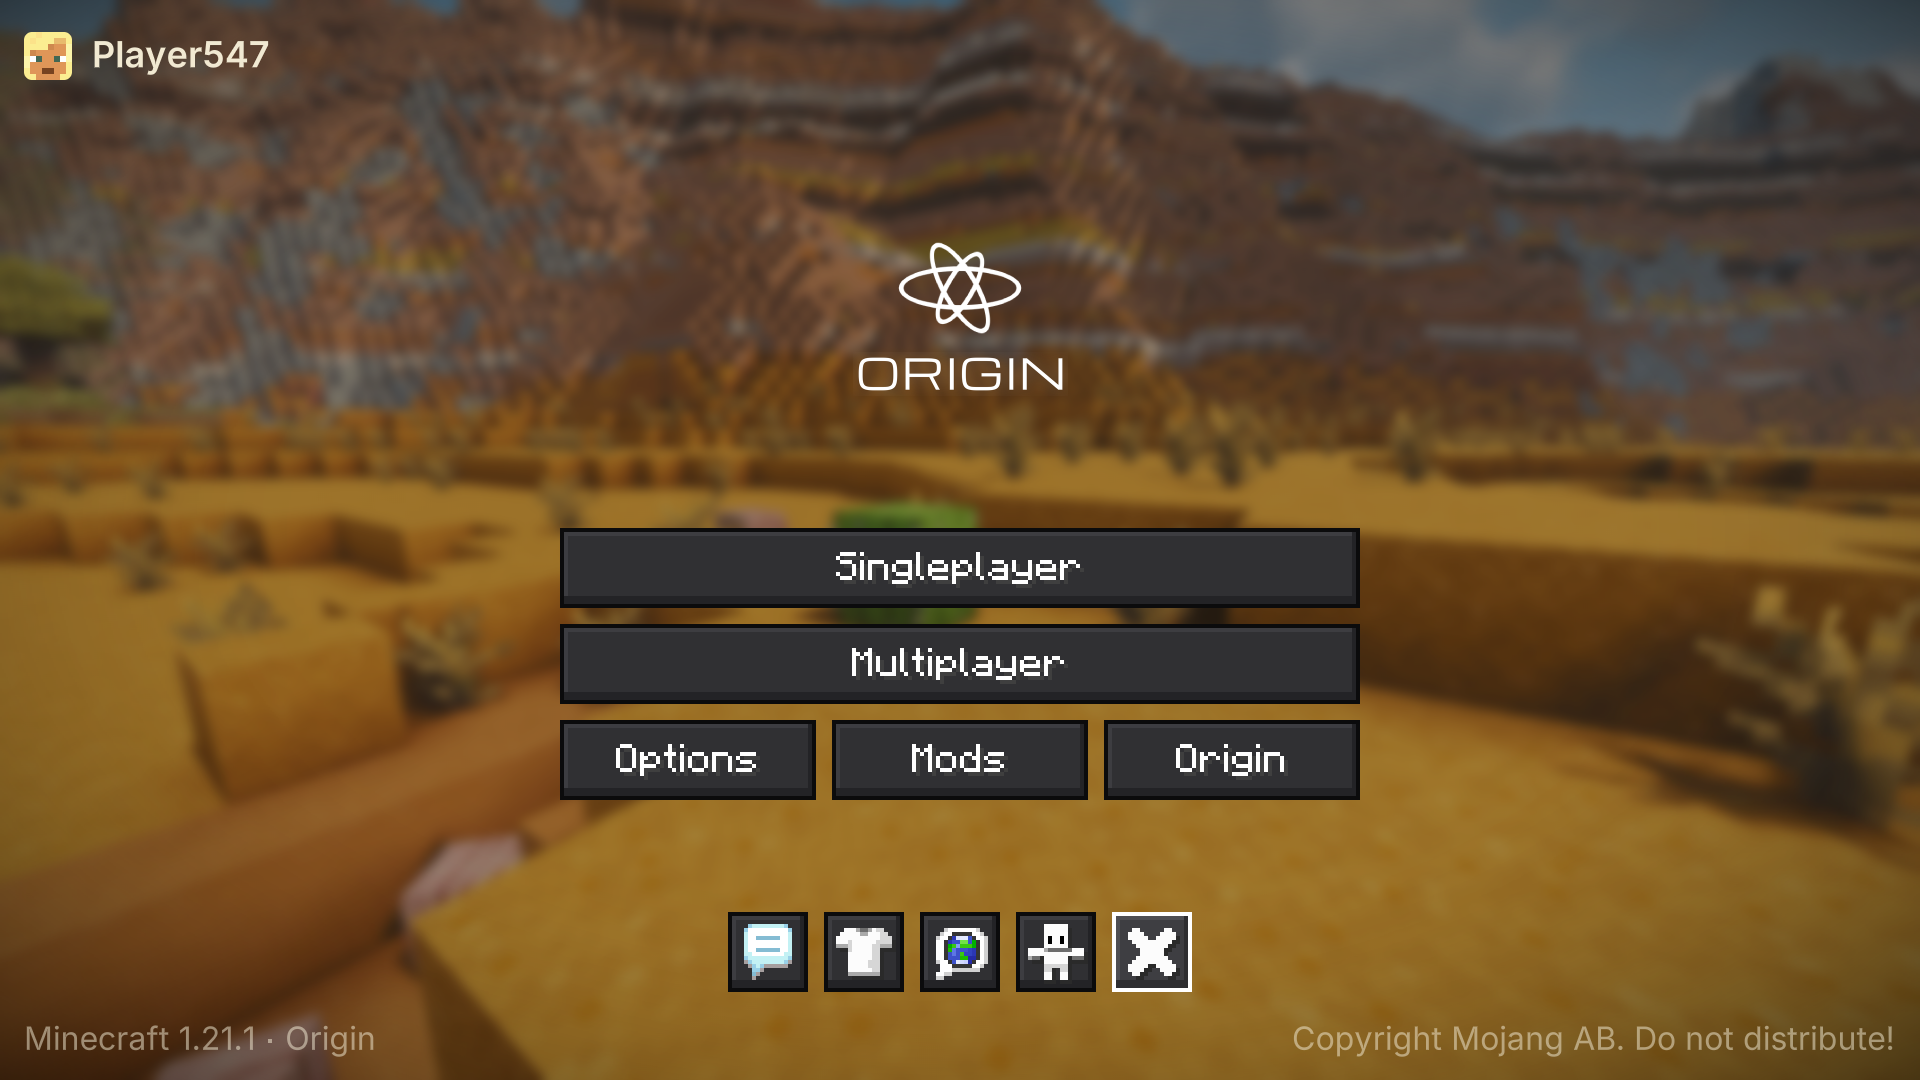 Player547
ORIGIN
Singleplayer
Multiplayer
Options
Mods
Origin
Minecraft 1.21.1 · Origin
Copyright Mojang AB. Do not distribute!